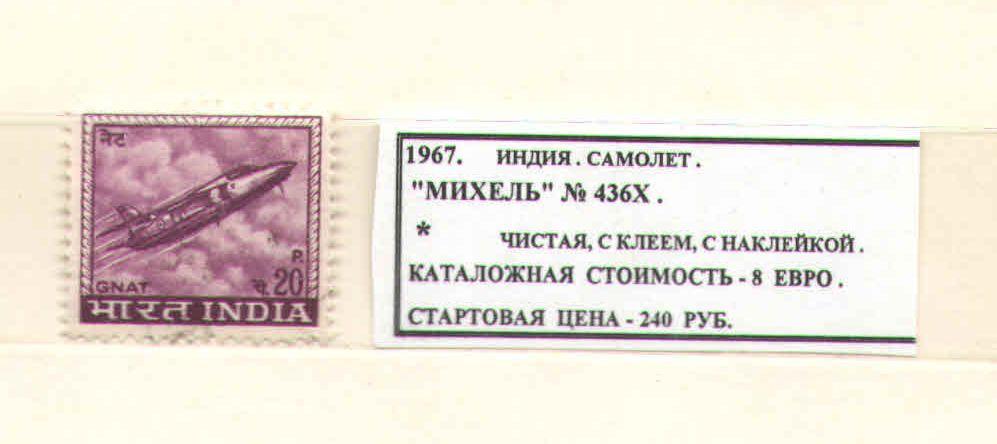 नेट
P.
GNAT
पै. 20
भारत INDIA
1967. ИНДИЯ. САМОЛЕТ.
"МИХЕЛЬ" № 436X.
* ЧИСТАЯ, С КЛЕЕМ, С НАКЛЕЙКОЙ.
КАТАЛОЖНАЯ СТОИМОСТЬ - 8 ЕВРО.
СТАРТОВАЯ ЦЕНА - 240 РУБ.